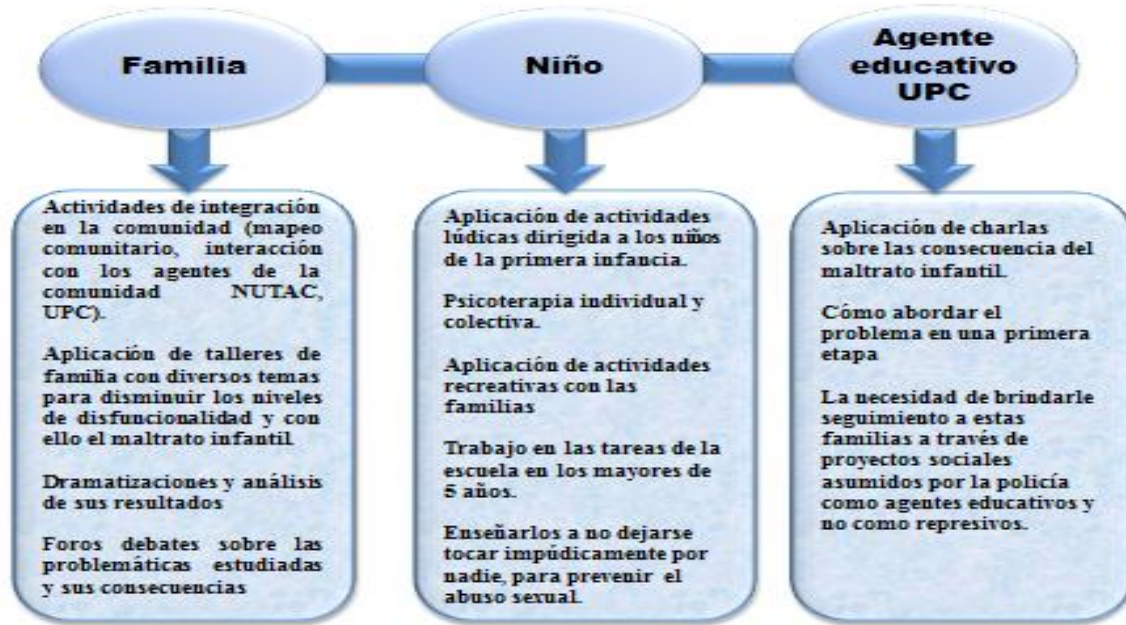 Familia
Niño
Agente
educativo
UPC
Actividades de integración
en la comunidad (mapeo
comunitario, interacción
con los agentes de la
comunidad NUTAC,
UPC).
Aplicación de talleres de
familia con diversos temas
para disminuir los niveles
de disfuncionalidad y con
ello el maltrato infantil
Dramatizaciones y análisis
de sus resultados
Foros debates sobre las
problemáticas estudiadas
y sus consecuencias
Aplicación de actividades
lúdicas dirigida a los niños
de la primera infancia.
Psicoterapia individual y
colectiva.
Aplicación de actividades
recreativas con las
familias
Trabajo en las tareas de la
escuela en los mayores de
5 años.
Enseñarlos a no dejarse
tocar impúdicamente por
nadie, para prevenir el
abuso sexual.
Aplicación de charlas
sobre las consecuencia del
maltrato infantil.
Cómo abordar el
problema en una primera
etapa
La necesidad de brindarle
seguimiento a estas
familias a través de
proyectos sociales
asumidos por la policía
como agentes educativos y
no como represivos.